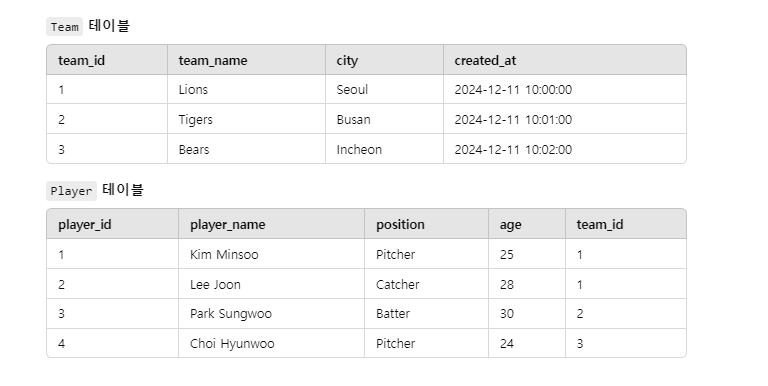 Team 테이블
team_id team_name city created_at
1 Lions Seoul 2024-12-11 10:00:00
2 Tigers Busan 2024-12-11 10:01:00
3 Bears Incheon 2024-12-11 10:02:00
Player 테이블
player_id player_name position age team_id
1 Kim Minsoo Pitcher 25 1
2 Lee Joon Catcher 28 1
3 Park Sungwoo Batter 30 2
4 Choi Hyunwoo Pitcher 24 3